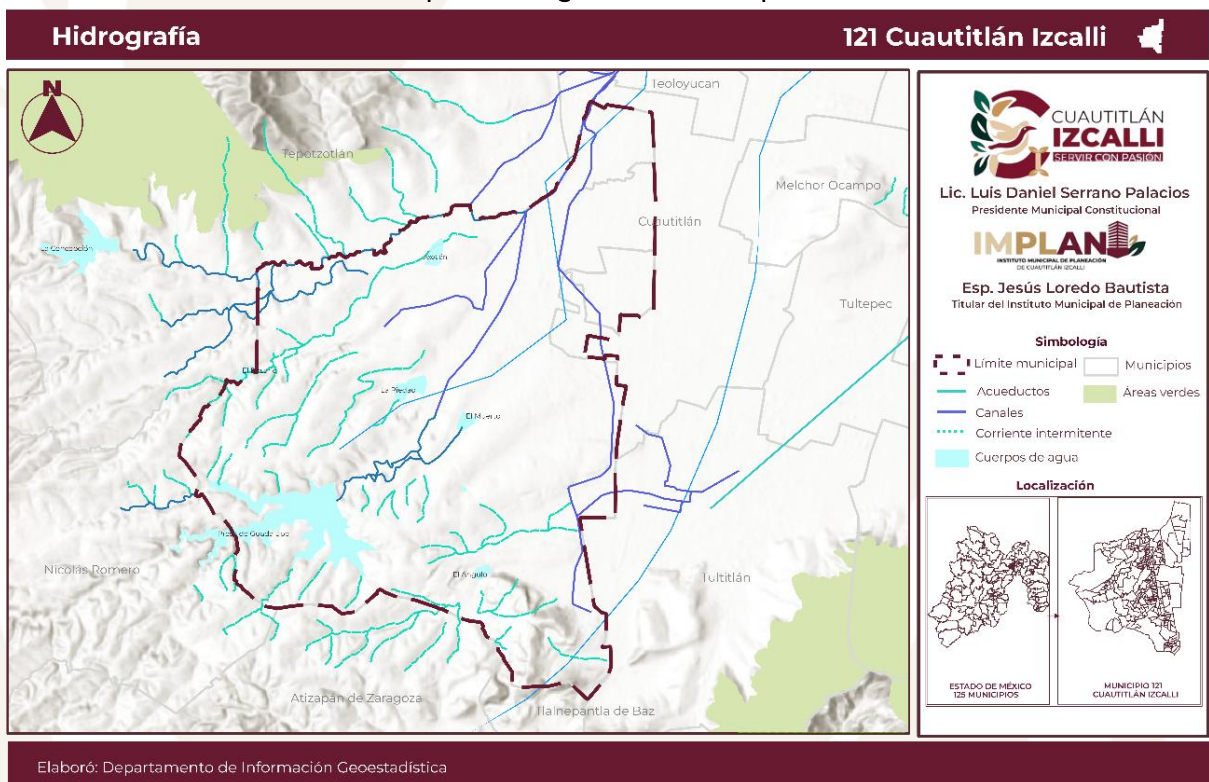 Hidrografía
121 Cuautitlán Izcalli
N
Teoloyucan
Tepotzotlán
Melchor Ocampo
Cuautitlán
La Concepción
Tultepec
La Piedad
El Muerto
Nicolás Romero
El Ángulo
Tultitlán
Atizapán de Zaragoza
Tlalnepantla de Baz
CUAUTITLÁN
IZCALLI
SERVIR CON PASIÓN
Lic. Luis Daniel Serrano Palacios
Presidente Municipal Constitucional
IMPLAN
INSTITUTO MUNICIPAL DE PLANEACIÓN
DE CUAUTITLÁN IZCALLI
Esp. Jesús Loredo Bautista
Titular del Instituto Municipal de Planeación
Simbología
Límite municipal
Municipios
Acueductos
Áreas verdes
Canales
Corriente intermitente
Cuerpos de agua
Localización
ESTADO DE MÉXICO
125 MUNICIPIOS
MUNICIPIO 121
CUAUTITLÁN IZCALLI
Elaboró: Departamento de Información Geoestadística